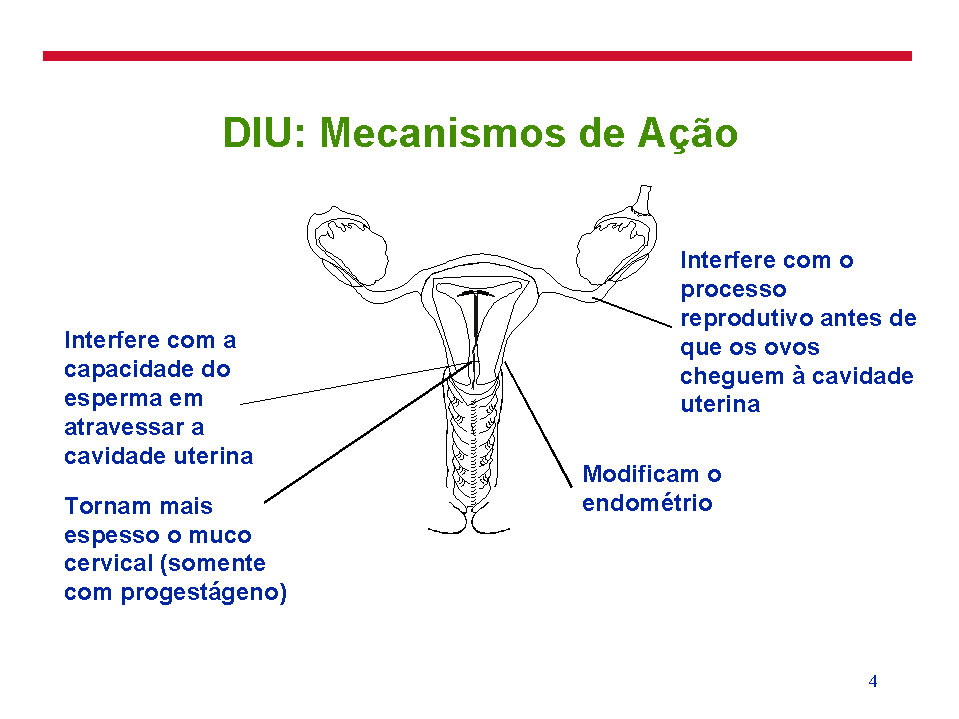 DIU: Mecanismos de Ação
Interfere com a
capacidade do
esperma em
atravessar a
cavidade uterina
Tornam mais
espesso o muco
cervical (somente
com progestágeno)
Interfere com o
processo
reprodutivo antes de
que os ovos
cheguem à cavidade
uterina
Modificam o
endométrio
4